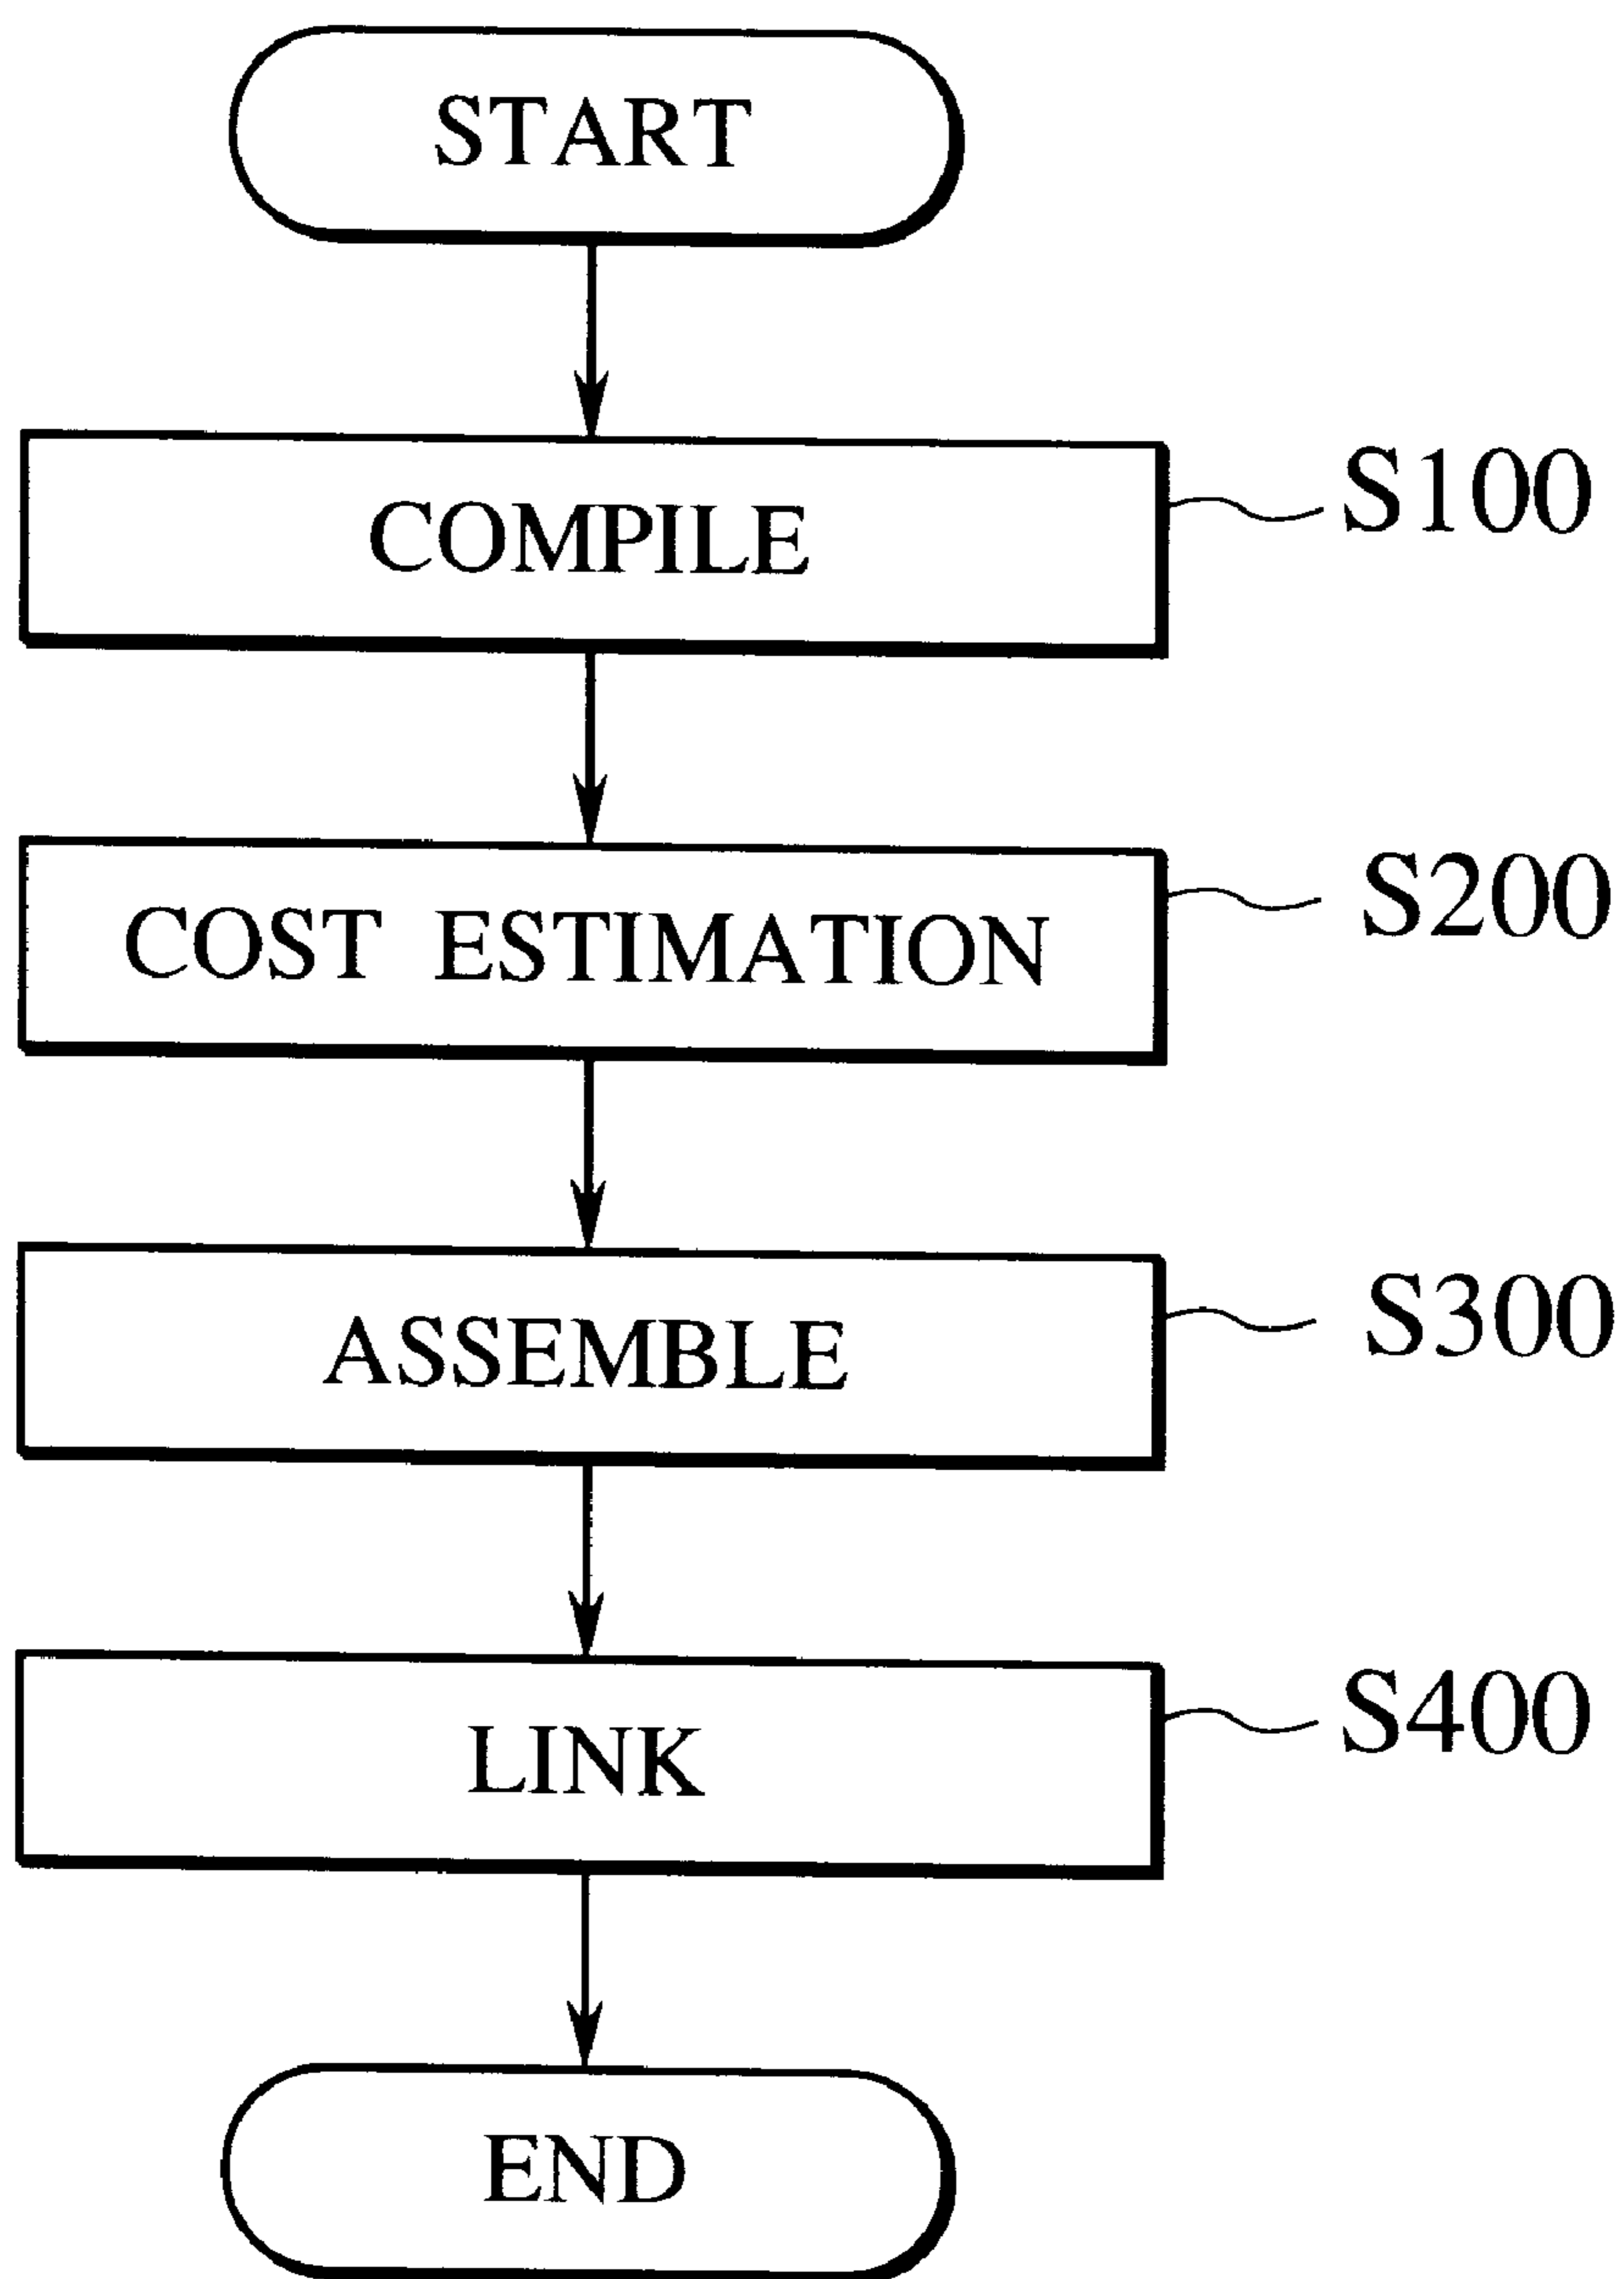 START
COMPILE
S100
COST ESTIMATION
S200
ASSEMBLE
S300
LINK
S400
END